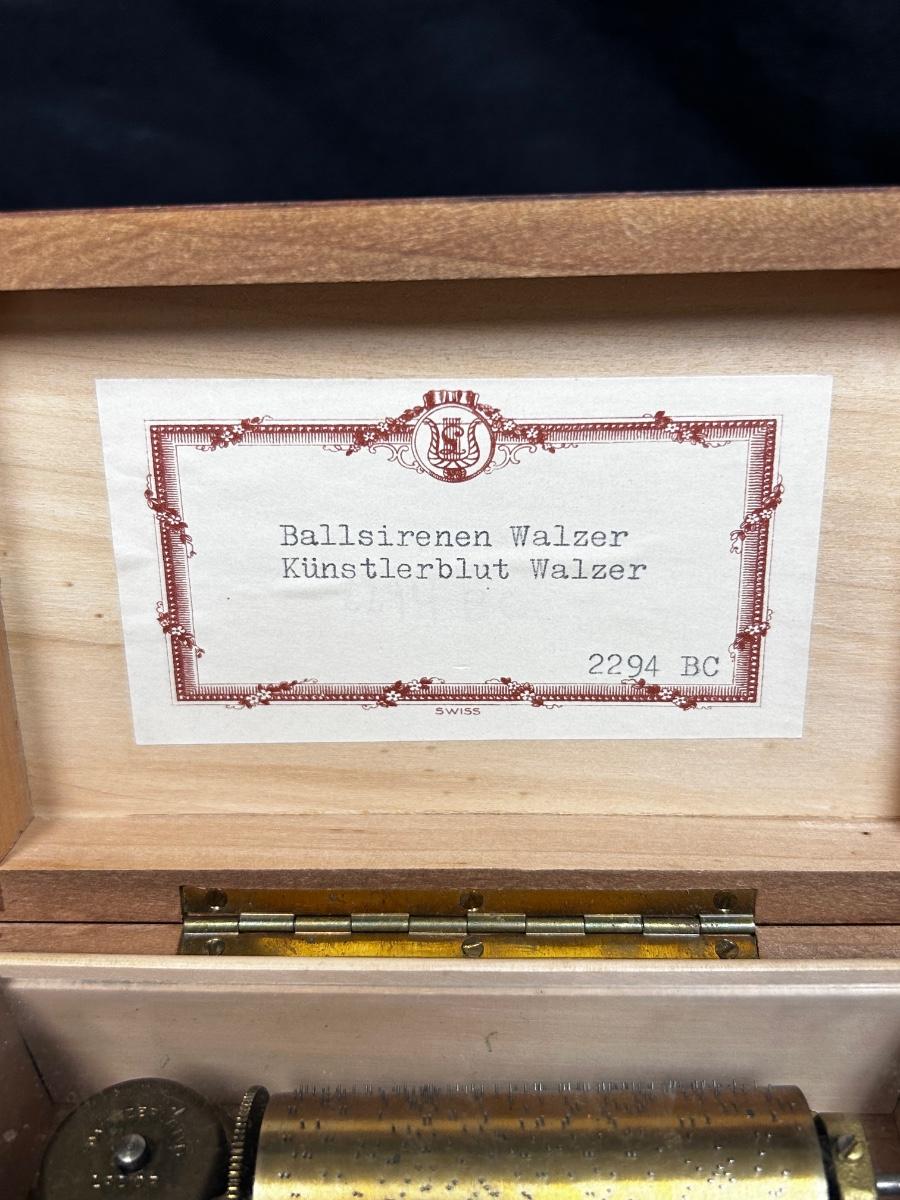 Ballsirenen Walzer
Künstlerblut Walzer
2294 BC
SWISS